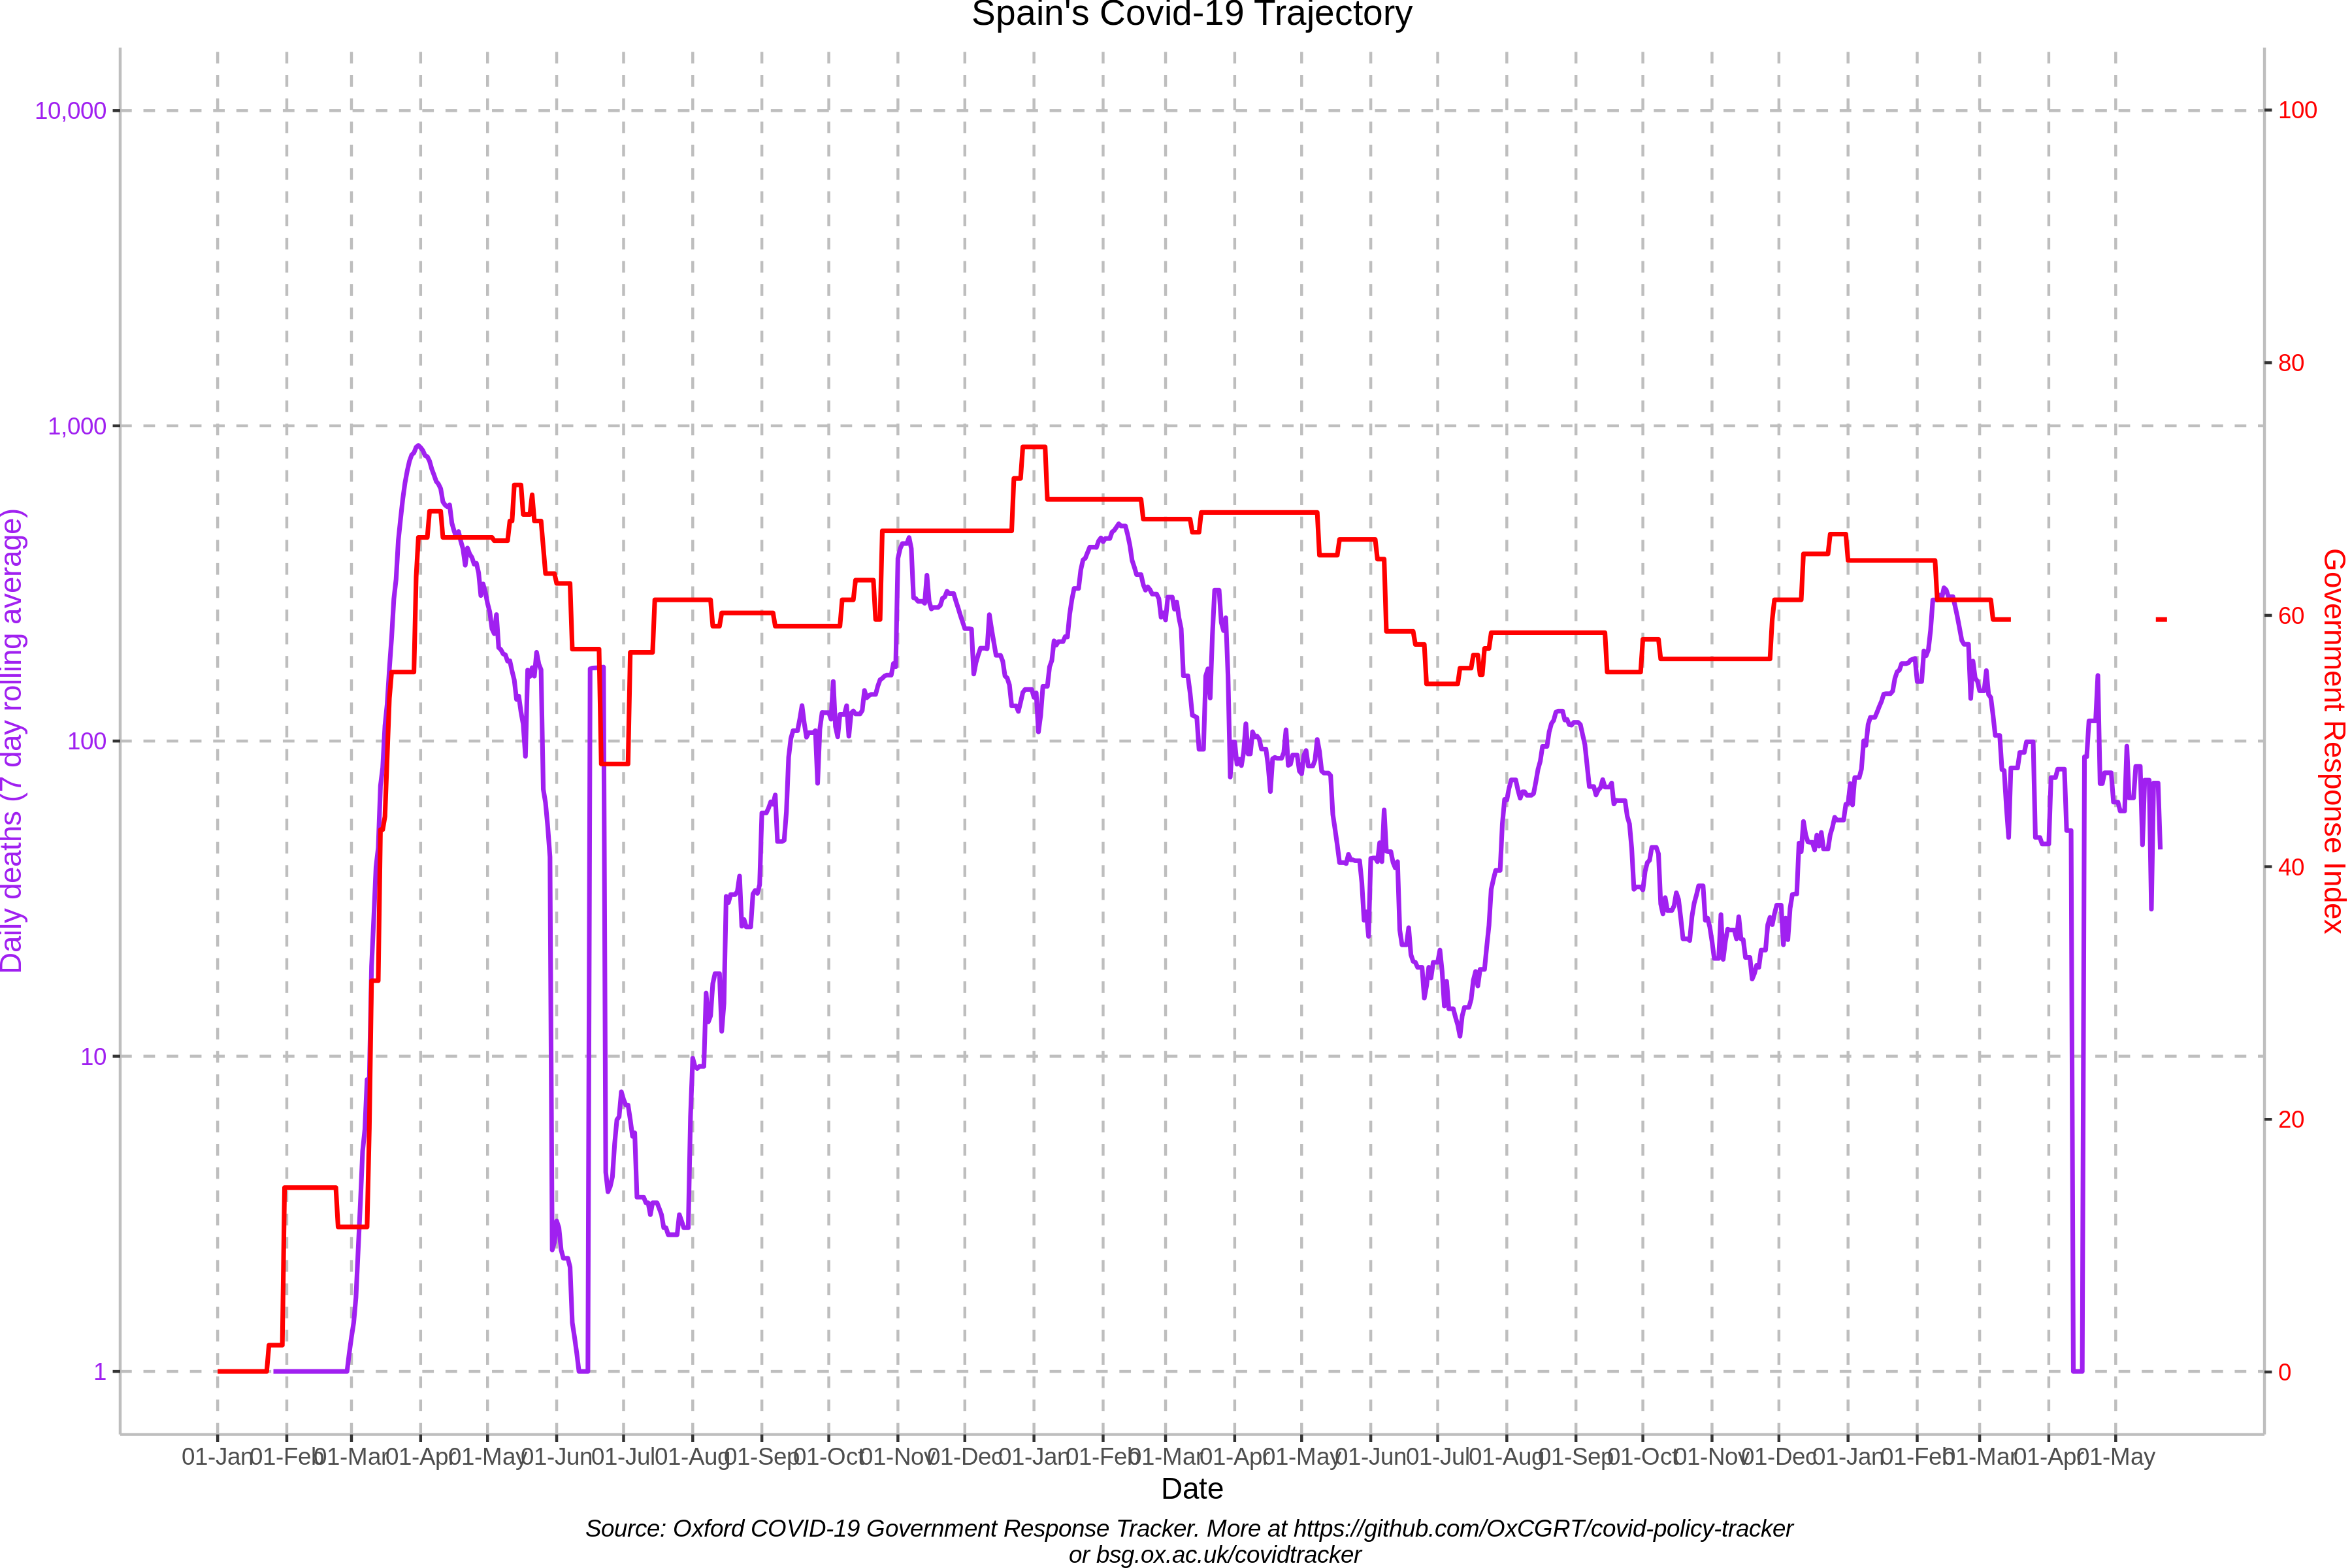 Spain's Covid-19 Trajectory
10,000
1,000
100
10
1
Daily deaths (7 day rolling average)
100
80
60
40
20
0
Government Response Index
01-Jan 01-Feb 01-Mar 01-Apr 01-May 01-Jun 01-Jul 01-Aug 01-Sep 01-Oct 01-Nov 01-Dec 01-Jan 01-Feb 01-Mar 01-Apr 01-May 01-Jun 01-Jul 01-Aug 01-Sep 01-Oct 01-Nov 01-Dec 01-Jan 01-Feb 01-Mar 01-Apr 01-May
Date
Source: Oxford COVID-19 Government Response Tracker. More at https://github.com/OxCGRT/covid-policy-tracker
or bsg.ox.ac.uk/covidtracker